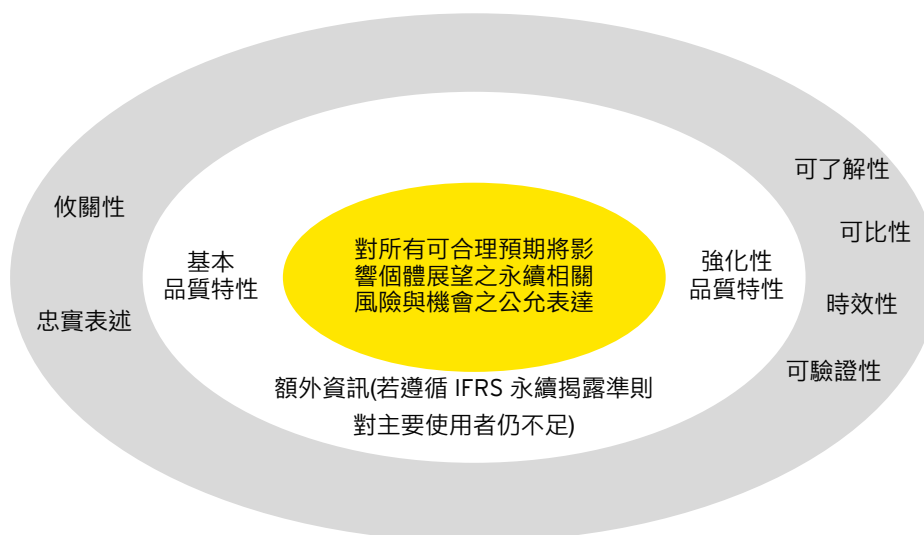 攸關性
忠實表述
基本
品質特性
對所有可合理預期將影
響個體展望之永續相關
風險與機會之公允表達
強化性
品質特性
可了解性
可比性
時效性
可驗證性
額外資訊(若遵循 IFRS 永續揭露準則
對主要使用者仍不足)